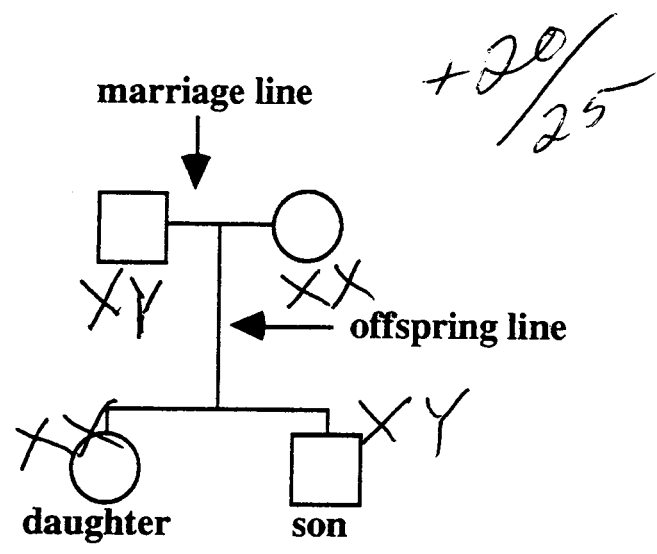 +20/25
marriage line
XY
XX
offspring line
XX
XY
daughter
son